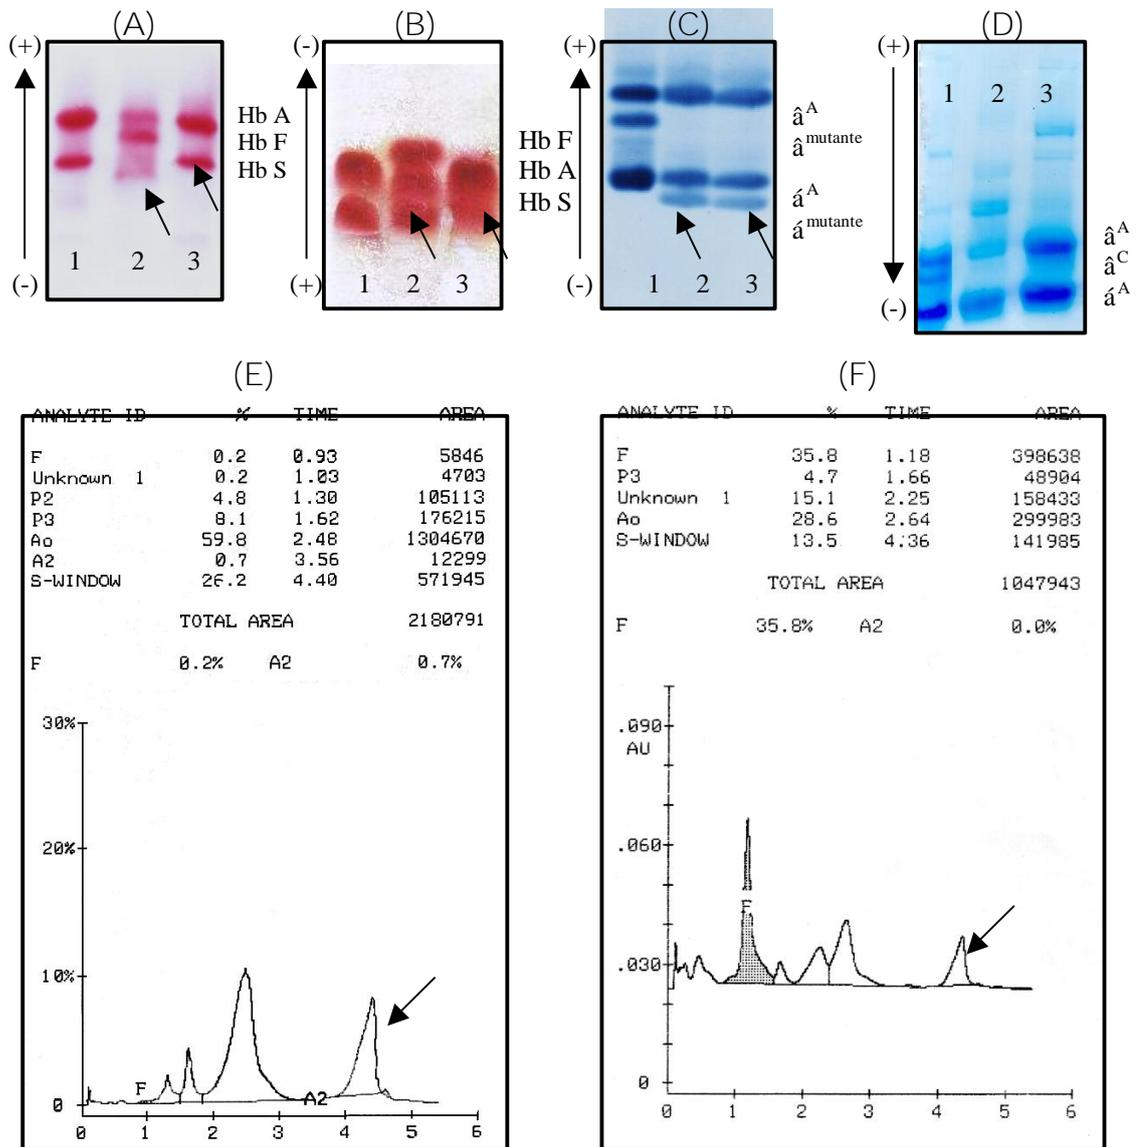 (A) (B) (C) (D)
(+) (-) (+) (+)
1 2 3
Hb A
Hb F
Hb S
1 2 3
(-)
Hb F
Hb A
Hb S
1 2 3
(+)
â^A
â^mutante
á^A
á^mutante
1 2 3
(-)
â^A
â^C
á^A
(-)
(E)
ANALYTE ID % TIME AREA
F 0.2 0.93 5846
Unknown 1 0.2 1.03 4703
P2 4.8 1.30 105113
P3 8.1 1.62 176215
Ao 59.8 2.48 1304670
A2 0.7 3.56 12299
S-WINDOW 26.2 4.40 571945
TOTAL AREA 2180791
F 0.2% A2 0.7%
30%
20%
10%
F
A2
0
0 1 2 3 4 5 6
(F)
ANALYTE ID % TIME AREA
F 35.8 1.18 398638
P3 4.7 1.66 48904
Unknown 1 15.1 2.25 158433
Ao 28.6 2.64 299983
S-WINDOW 13.5 4.36 141985
TOTAL AREA 1047943
F 35.8% A2 0.0%
.090
AU
.060
F
.030
0
0 1 2 3 4 5 6